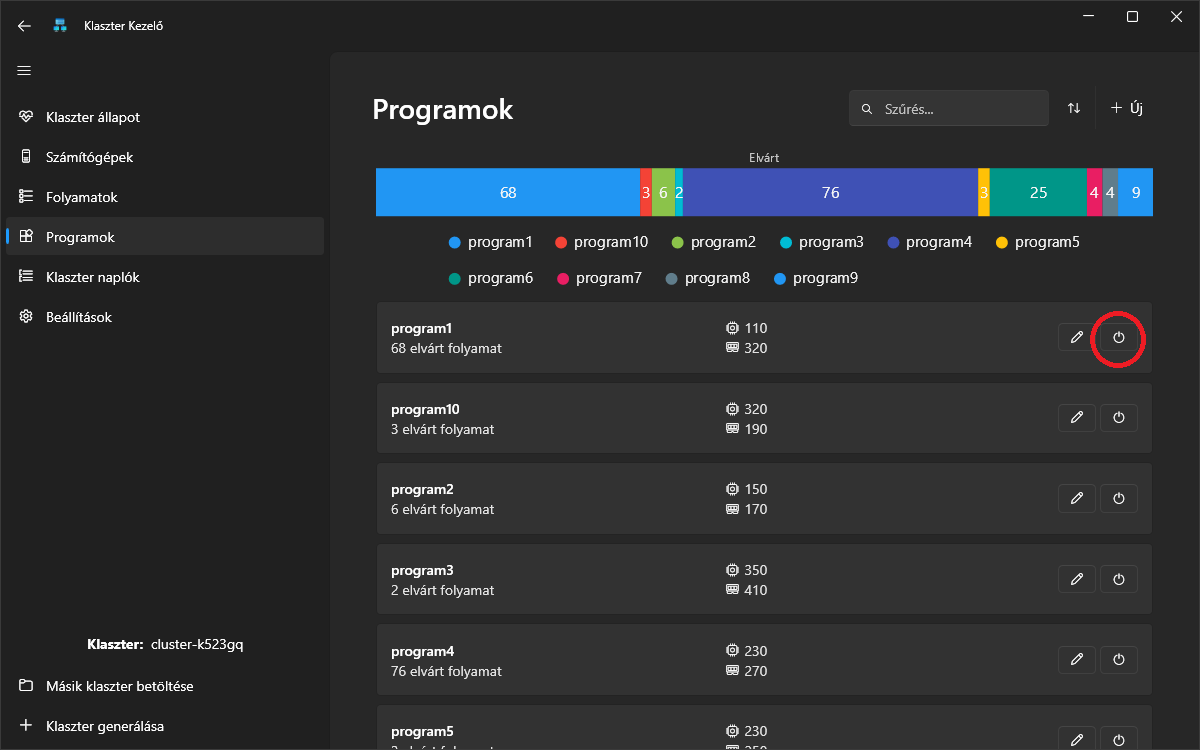 Klaszter Kezelő
Klaszter állapot
Számítógépek
Folyamatok
Programok
Klaszter naplók
Beállítások
Klaszter: cluster-k523gq
Másik klaszter betöltése
Klaszter generálása
Programok
Szűrés...
Új
Elvárt
68 3 6 2 76 3 25 4 4 9
program1 program10 program2 program3 program4 program5
program6 program7 program8 program9
program1
68 elvárt folyamat
110
320
program10
3 elvárt folyamat
320
190
program2
6 elvárt folyamat
150
170
program3
2 elvárt folyamat
350
410
program4
76 elvárt folyamat
230
270
program5
3 elvárt folyamat
230